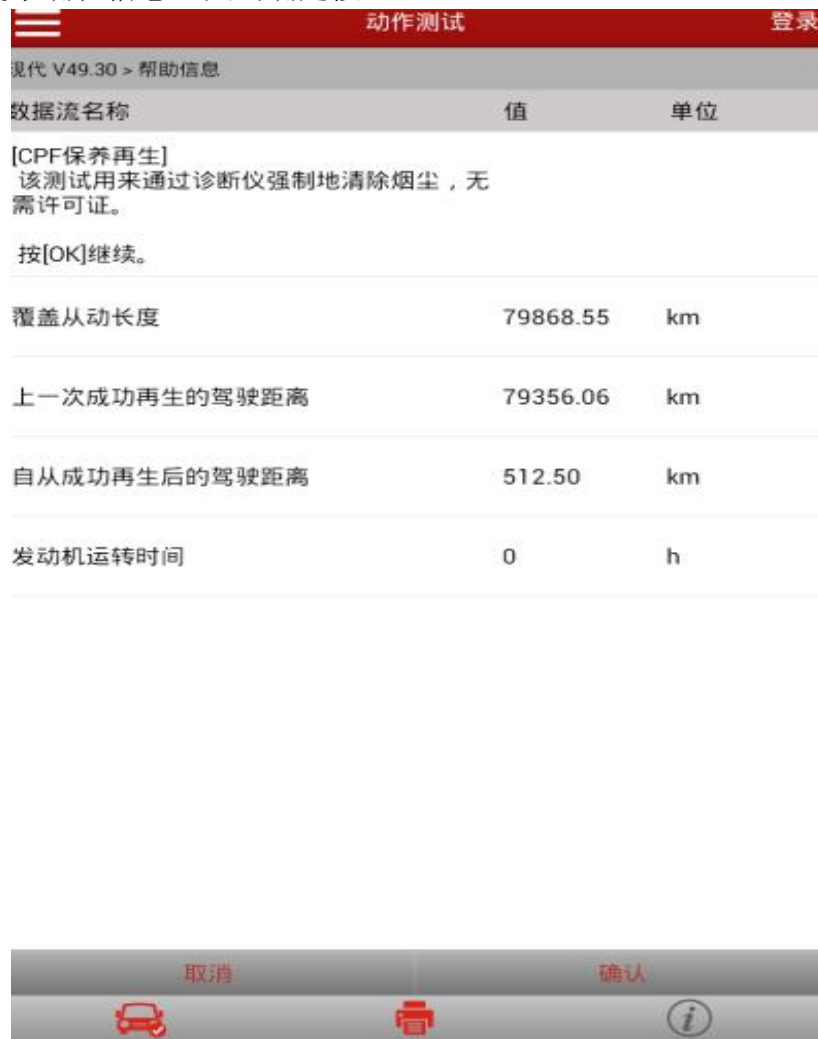 动作测试
登录
现代 V49.30 > 帮助信息
数据流名称 值 单位
[CPF保养再生]
该测试用来通过诊断仪强制地清除烟尘，无
需许可证。
按[OK]继续。
覆盖从动长度 79868.55 km
上一次成功再生的驾驶距离 79356.06 km
自从成功再生后的驾驶距离 512.50 km
发动机运转时间 0 h
取消 确认